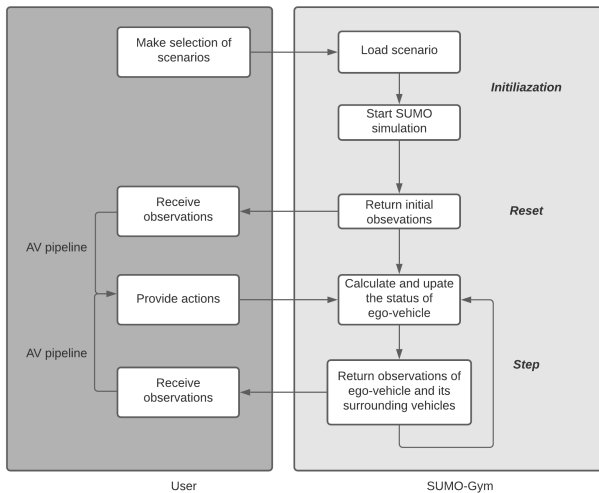 Make selection of
scenarios
Load scenario
Initiliazation
Start SUMO
simulation
Receive
observations
Return initial
obsevations
Reset
AV pipeline
Provide actions
Calculate and upate
the status of
ego-vehicle
AV pipeline
Step
Receive
observations
Return observations of
ego-vehicle and its
surrounding vehicles
User
SUMO-Gym